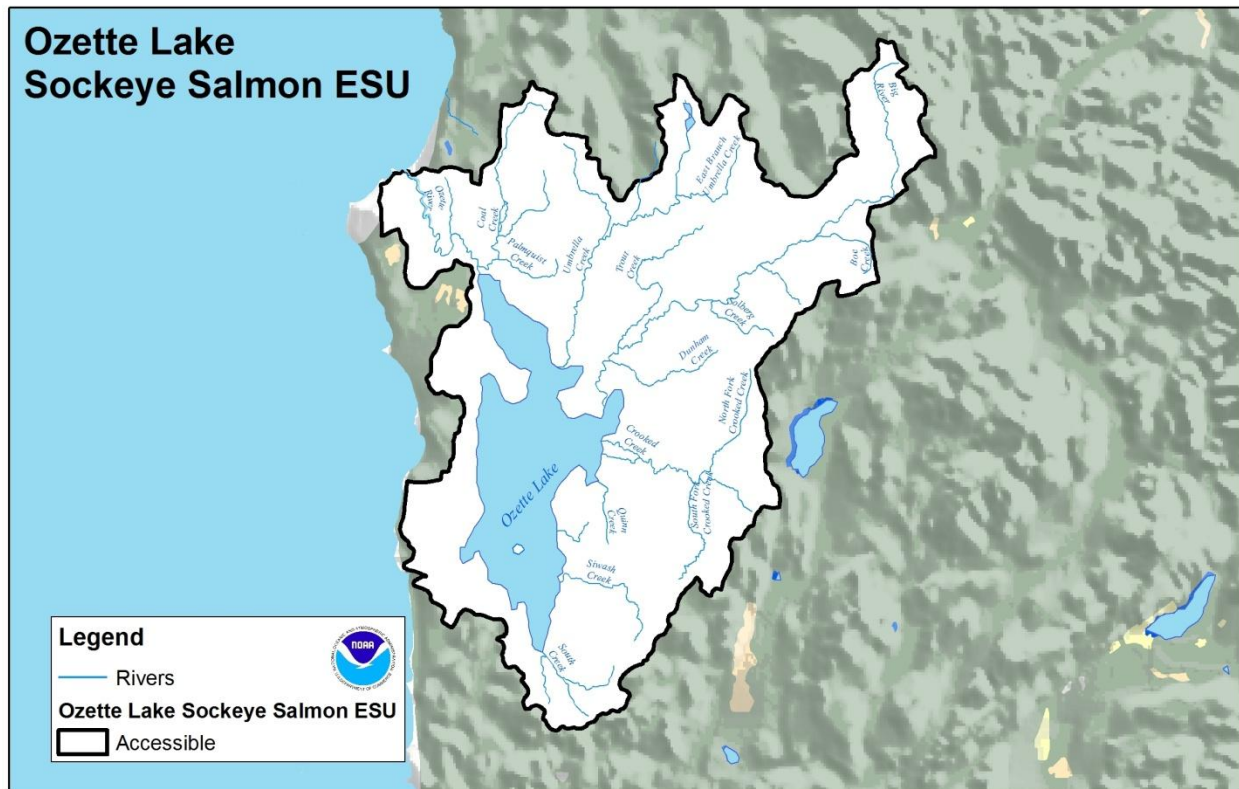 Ozette Lake
Sockeye Salmon ESU
Big
River
East Branch
Umbrella Creek
Ozette
River
Coal
Creek
Palmquist
Creek
Umbrella
Creek
Trout
Creek
Boe
Creek
Solberg
Creek
Dunham
Creek
North Fork
Crooked Creek
Crooked
Creek
Ozette Lake
South Fork
Crooked Creek
Quinn
Creek
Siwash
Creek
South
Creek
Legend
Rivers
Ozette Lake Sockeye Salmon ESU
Accessible
NOAA